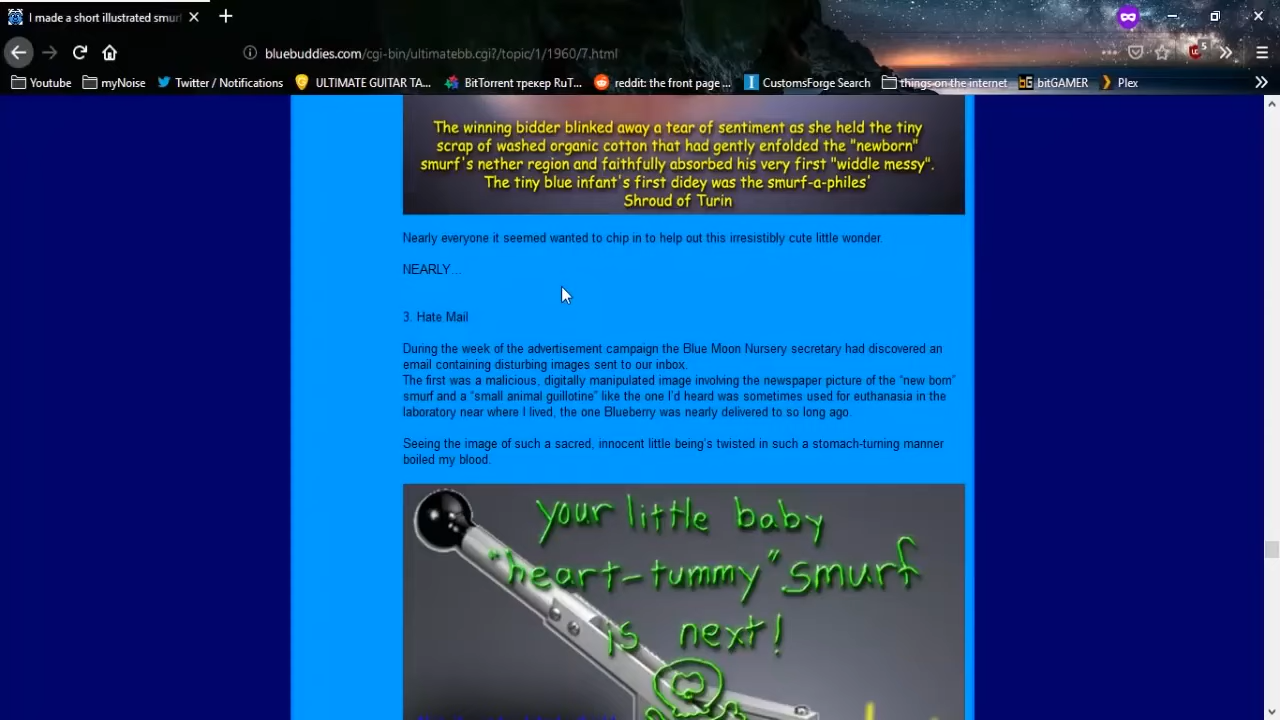 I made a short illustrated smurf
bluebuddies.com/cgi-bin/ultimatebb.cgi?/topic/1/1960/7.html
5
Youtube
myNoise
Twitter / Notifications
ULTIMATE GUITAR TA...
BitTorrent трекер RuT...
reddit: the front page ...
CustomsForge Search
things on the internet
bitGAMER
Plex
The winning bidder blinked away a tear of sentiment as she held the tiny
scrap of washed organic cotton that had gently enfolded the "newborn"
smurf's nether region and faithfully absorbed his very first "widdle messy".
The tiny blue infant's first didey was the smurf-a-philes'
Shroud of Turin
Nearly everyone it seemed wanted to chip in to help out this irresistibly cute little wonder.
NEARLY...
3. Hate Mail
During the week of the advertisement campaign the Blue Moon Nursery secretary had discovered an
email containing disturbing images sent to our inbox.
The first was a malicious, digitally manipulated image involving the newspaper picture of the “new born”
smurf and a “small animal guillotine” like the one I’d heard was sometimes used for euthanasia in the
laboratory near where I lived, the one Blueberry was nearly delivered to so long ago.
Seeing the image of such a sacred, innocent little being’s twisted in such a stomach-turning manner
boiled my blood.
your little baby
"heart-tummy" smurf
is next!